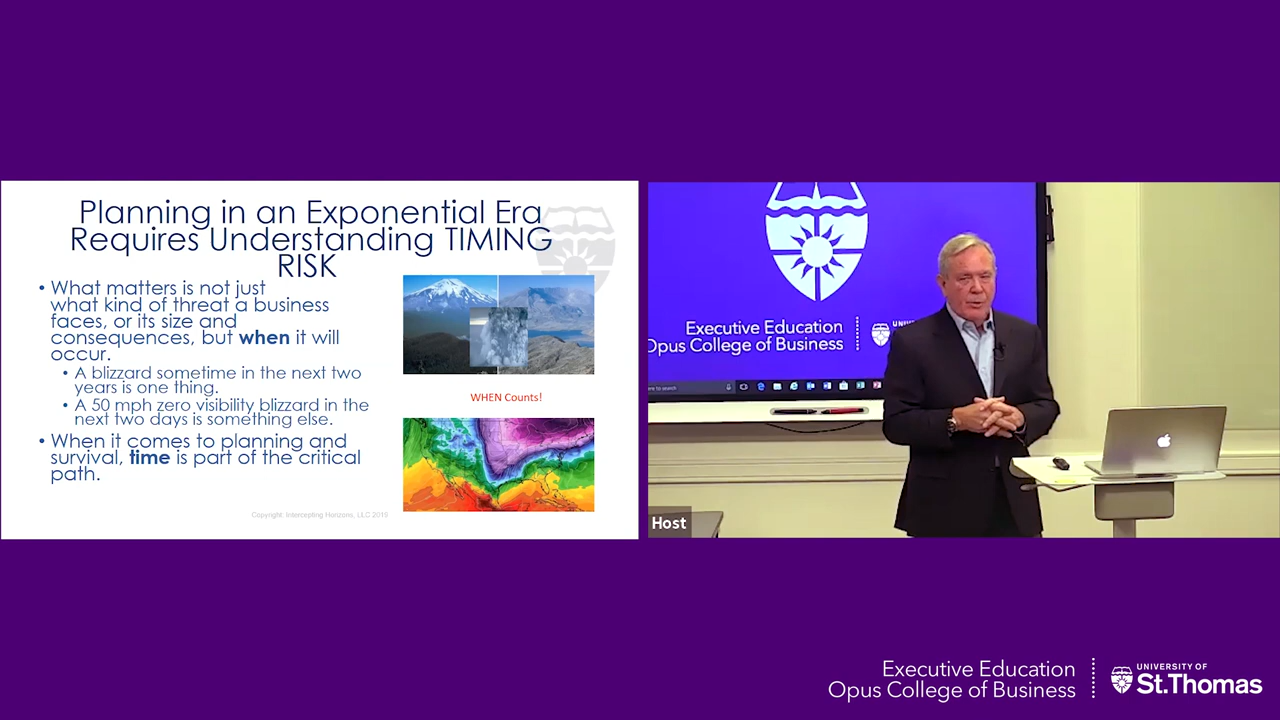 Planning in an Exponential Era
Requires Understanding TIMING
RISK
• What matters is not just
what kind of threat a business
faces, or its size and
consequences, but when it will
occur.
• A blizzard sometime in the next two
years is one thing.
• A 50 mph zero visibility blizzard in the
next two days is something else.
• When it comes to planning and
survival, time is part of the critical
path.
WHEN Counts!
Copyright: Intercepting Horizons, LLC 2019
Executive Education
Opus College of Business
Host
Executive Education
Opus College of Business
UNIVERSITY OF
St.Thomas